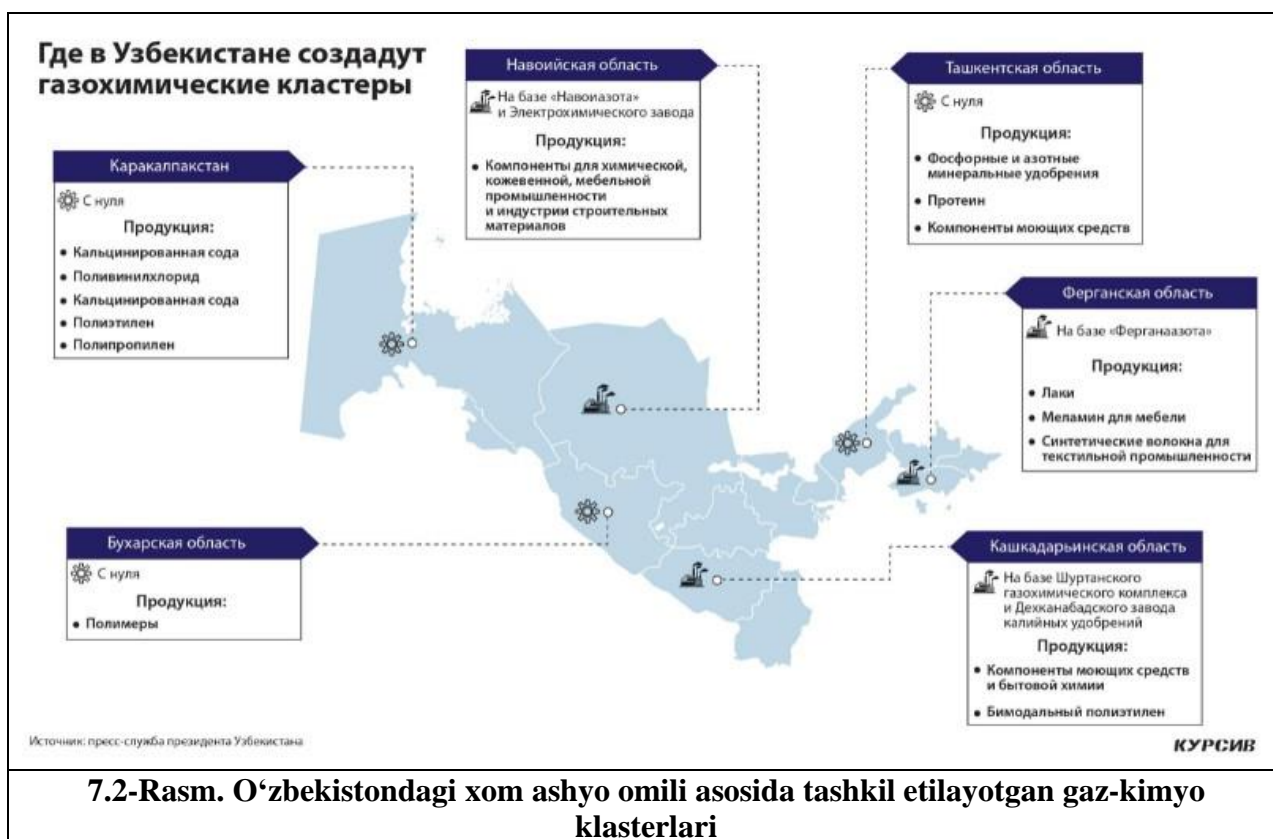 Где в Узбекистане создадут
газохимические кластеры
Каракалпакстан
С нуля
Продукция:
• Кальцинированная сода
• Поливинилхлорид
• Кальцинированная сода
• Полиэтилен
• Полипропилен
Навоийская область
На базе «Навоиазота»
и Электрохимического завода
Продукция:
• Компоненты для химической,
кожевенной, мебельной
промышленности
и индустрии строительных
материалов
Ташкентская область
С нуля
Продукция:
• Фосфорные и азотные
минеральные удобрения
• Протеин
• Компоненты моющих средств
Ферганская область
На базе «Ферганаазота»
Продукция:
• Лаки
• Меламин для мебели
• Синтетические волокна для
текстильной промышленности
Бухарская область
С нуля
Продукция:
• Полимеры
Кашкадарьинская область
На базе Шуртанского
газохимического комплекса
и Дехканабадского завода
калийных удобрений
Продукция:
• Компоненты моющих средств
и бытовой химии
• Бимодальный полиэтилен
Источник: пресс-служба президента Узбекистана
КУРСИВ
7.2-Rasm. O‘zbekistondagi xom ashyo omili asosida tashkil etilayotgan gaz-kimyo
klasterlari